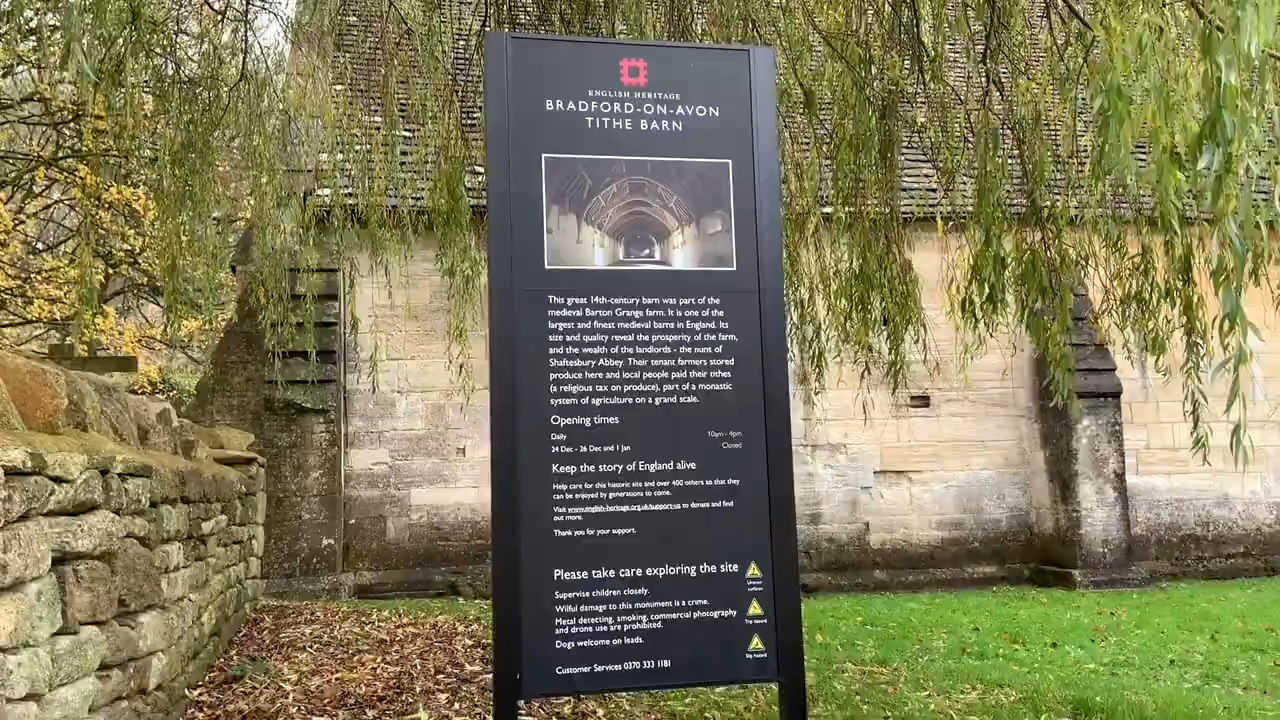 ENGLISH HERITAGE
BRADFORD-ON-AVON
TITHE BARN
This great 14th-century barn was part of the
medieval Barton Grange farm. It is one of the
largest and finest medieval barns in England. Its
size and quality reveal the prosperity of the farm,
and the wealth of the landlords - the nuns of
Shaftesbury Abbey. Their tenant farmers stored
produce here and local people paid their tithes
(a religious tax on produce), part of a monastic
system of agriculture on a grand scale.
Opening times
Daily 10am - 4pm
24 Dec - 26 Dec and 1 Jan Closed
Keep the story of England alive
Help care for this historic site and over 400 others so that they
can be enjoyed by generations to come.
Visit www.english-heritage.org.uk/support-us to donate and find
out more.
Thank you for your support.
Please take care exploring the site
Supervise children closely.
Wilful damage to this monument is a crime.
Metal detecting, smoking, commercial photography
and drone use are prohibited.
Dogs welcome on leads.
Customer Services 0370 333 1181
Uneven
surfaces
Trip hazard
Slip hazard